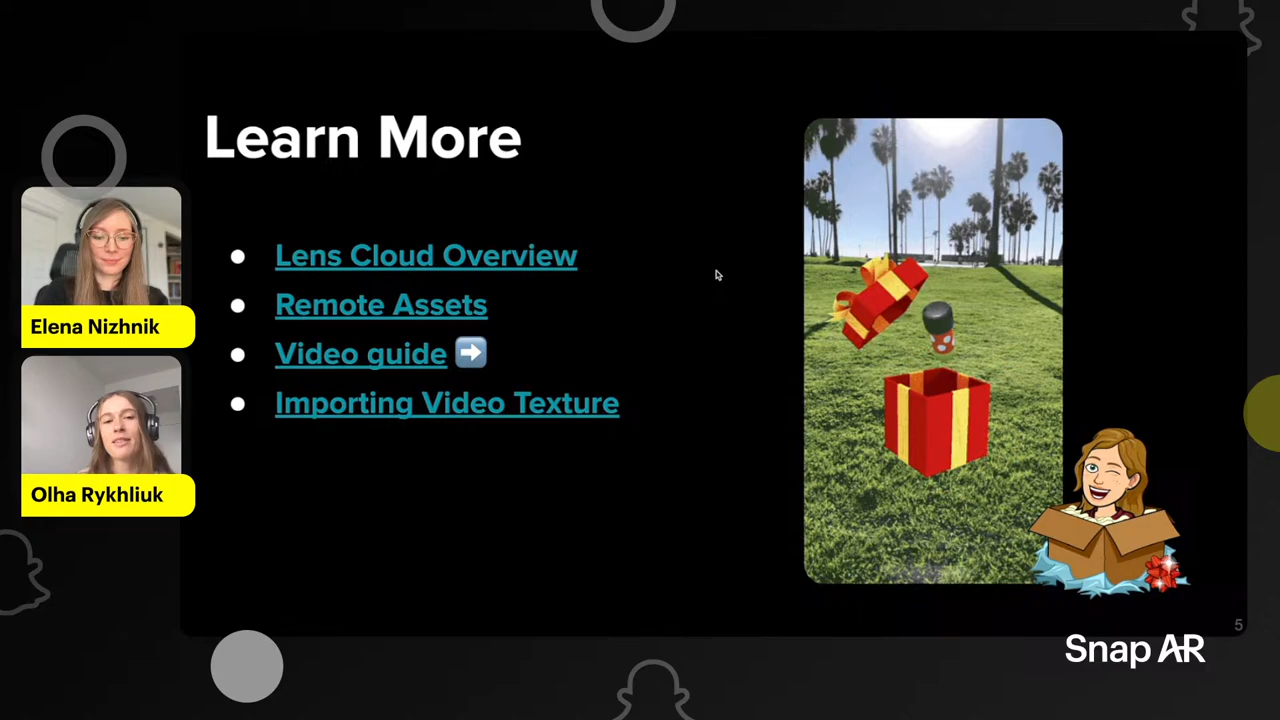 Learn More
Lens Cloud Overview
Remote Assets
Video guide ➡
Importing Video Texture
Elena Nizhnik
Olha Rykhliuk
5
Snap AR